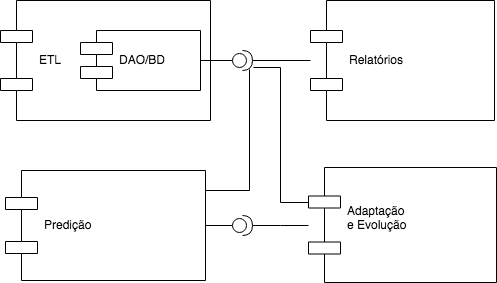 ETL
DAO/BD
Relatórios
Predição
Adaptação
e Evolução